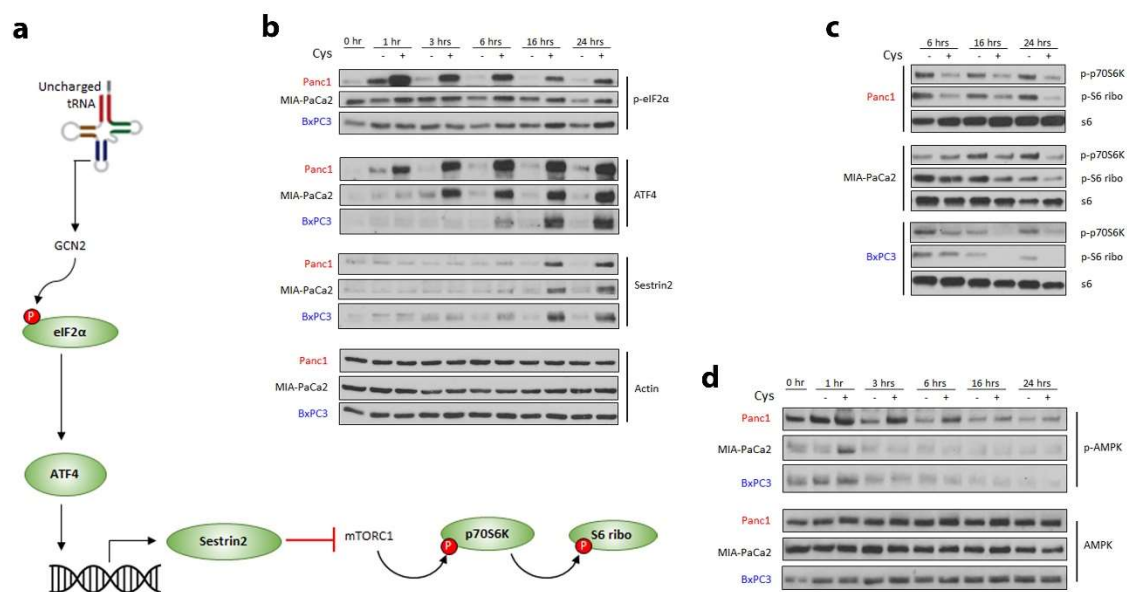 a
Uncharged
tRNA
GCN2
P
eIF2α
ATF4
Sestrin2
mTORC1
P
p70S6K
P
S6 ribo
b
0 hr 1 hr 3 hrs 6 hrs 16 hrs 24 hrs
Cys - + - + - + - + - +
Panc1
MIA-PaCa2
BxPC3
p-eIF2α
Panc1
MIA-PaCa2
BxPC3
ATF4
Panc1
MIA-PaCa2
BxPC3
Sestrin2
Panc1
MIA-PaCa2
BxPC3
Actin
c
6 hrs 16 hrs 24 hrs
Cys - + - + - +
Panc1
p-p70S6K
p-S6 ribo
s6
MIA-PaCa2
p-p70S6K
p-S6 ribo
s6
BxPC3
p-p70S6K
p-S6 ribo
s6
d
0 hr 1 hr 3 hrs 6 hrs 16 hrs 24 hrs
Cys - + - + - + - + - +
Panc1
MIA-PaCa2
BxPC3
p-AMPK
Panc1
MIA-PaCa2
BxPC3
AMPK